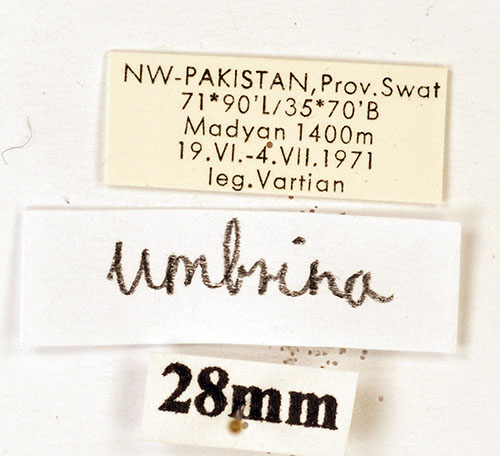 NW-PAKISTAN,Prov.Swat
71*90'L/35*70'B
Madyan 1400m
19.VI.-4.VII.1971
leg.Vartian
umbrina
28mm